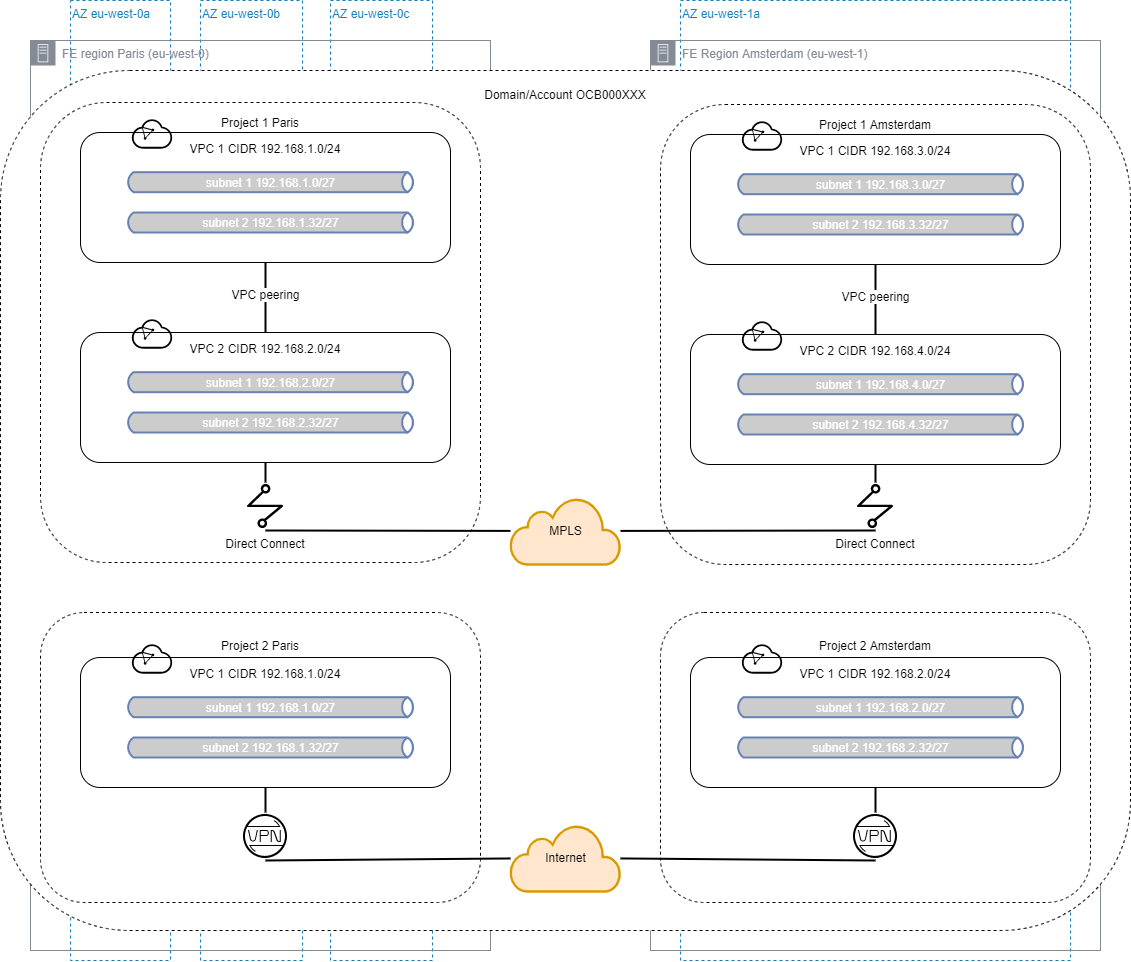 AZ eu-west-0a
AZ eu-west-0b
AZ eu-west-0c
AZ eu-west-1a
FE region Paris (eu-west-0)
FE Region Amsterdam (eu-west-1)
Domain/Account OCB000XXX
Project 1 Paris
VPC 1 CIDR 192.168.1.0/24
subnet 1 192.168.1.0/27
subnet 2 192.168.1.32/27
VPC peering
VPC 2 CIDR 192.168.2.0/24
subnet 1 192.168.2.0/27
subnet 2 192.168.2.32/27
Direct Connect
MPLS
Project 1 Amsterdam
VPC 1 CIDR 192.168.3.0/24
subnet 1 192.168.3.0/27
subnet 2 192.168.3.32/27
VPC peering
VPC 2 CIDR 192.168.4.0/24
subnet 1 192.168.4.0/27
subnet 2 192.168.4.32/27
Direct Connect
Project 2 Paris
VPC 1 CIDR 192.168.1.0/24
subnet 1 192.168.1.0/27
subnet 2 192.168.1.32/27
VPN
Internet
Project 2 Amsterdam
VPC 1 CIDR 192.168.2.0/24
subnet 1 192.168.2.0/27
subnet 2 192.168.2.32/27
VPN